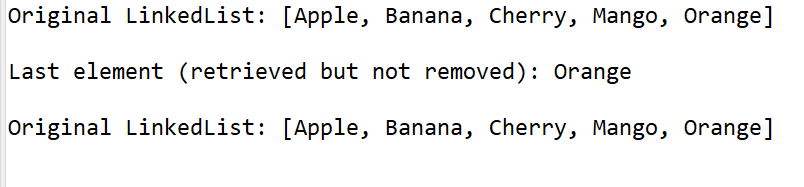 Original LinkedList: [Apple, Banana, Cherry, Mango, Orange]
Last element (retrieved but not removed): Orange
Original LinkedList: [Apple, Banana, Cherry, Mango, Orange]